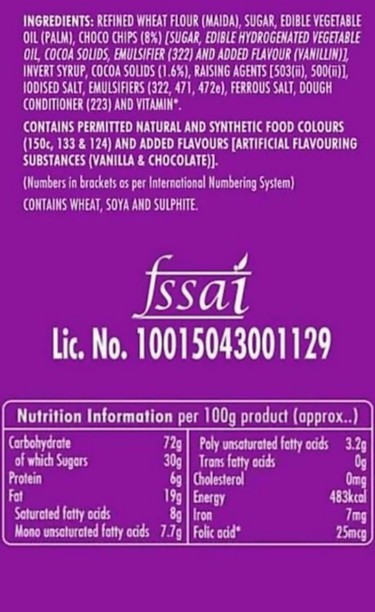 INGREDIENTS: REFINED WHEAT FLOUR (MAIDA), SUGAR, EDIBLE VEGETABLE
OIL (PALM), CHOCO CHIPS (8%) [SUGAR, EDIBLE HYDROGENATED VEGETABLE
OIL, COCOA SOLIDS, EMULSIFIER (322) AND ADDED FLAVOUR (VANILLIN)],
INVERT SYRUP, COCOA SOLIDS (1.6%), RAISING AGENTS [503(ii), 500(ii)],
IODISED SALT, EMULSIFIERS (322, 471, 472e), FERROUS SALT, DOUGH
CONDITIONER (223) AND VITAMIN*.
CONTAINS PERMITTED NATURAL AND SYNTHETIC FOOD COLOURS
(150c, 133 & 124) AND ADDED FLAVOURS [ARTIFICIAL FLAVOURING
SUBSTANCES (VANILLA & CHOCOLATE)].
(Numbers in brackets as per International Numbering System)
CONTAINS WHEAT, SOYA AND SULPHITE.
fssai
Lic. No. 10015043001129
Nutrition Information per 100g product (approx..)
Carbohydrate 72g
of which Sugars 30g
Protein 6g
Fat 19g
Saturated fatty acids 8g
Mono unsaturated fatty acids 7.7g
Poly unsaturated fatty acids 3.2g
Trans fatty acids 0g
Cholesterol 0mg
Energy 483kcal
Iron 7mg
Folic acid* 25mcg